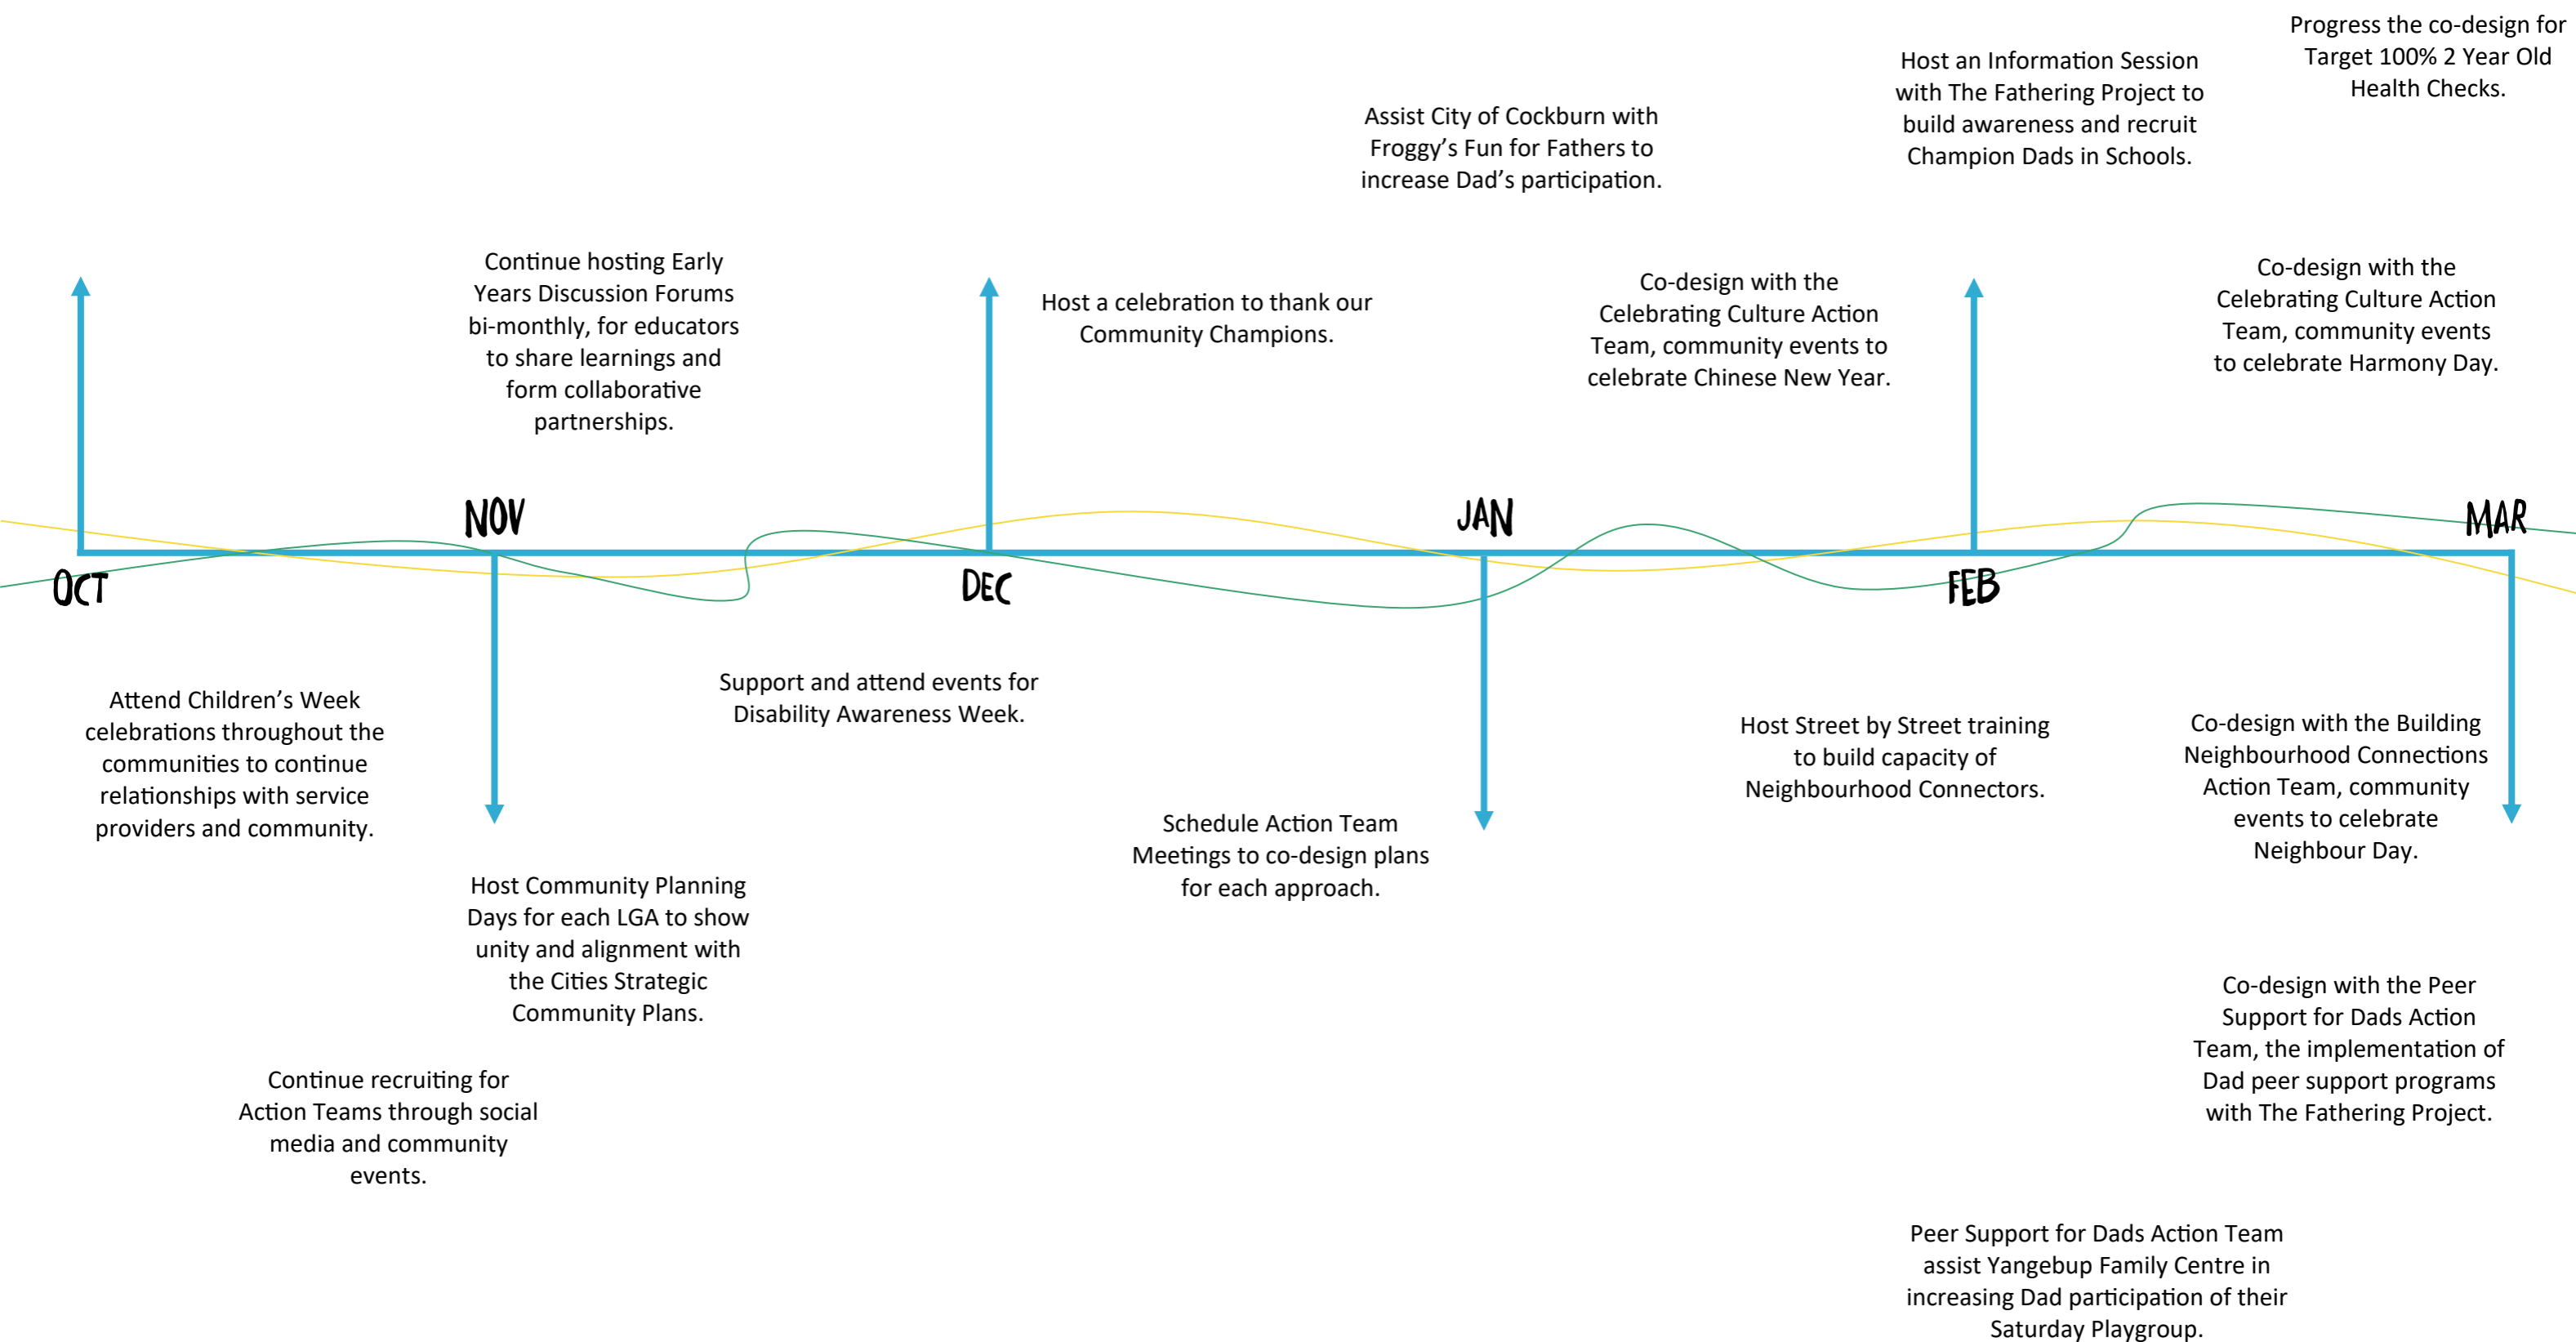 Progress the co-design for
Target 100% 2 Year Old
Health Checks.
Host an Information Session
with The Fathering Project to
build awareness and recruit
Champion Dads in Schools.
Assist City of Cockburn with
Froggy’s Fun for Fathers to
increase Dad’s participation.
Continue hosting Early
Years Discussion Forums
bi-monthly, for educators
to share learnings and
form collaborative
partnerships.
Host a celebration to thank our
Community Champions.
Co-design with the
Celebrating Culture Action
Team, community events to
celebrate Chinese New Year.
Co-design with the
Celebrating Culture Action
Team, community events
to celebrate Harmony Day.
OCT
NOV
DEC
JAN
FEB
MAR
Attend Children’s Week
celebrations throughout the
communities to continue
relationships with service
providers and community.
Support and attend events for
Disability Awareness Week.
Host Street by Street training
to build capacity of
Neighbourhood Connectors.
Co-design with the Building
Neighbourhood Connections
Action Team, community
events to celebrate
Neighbour Day.
Schedule Action Team
Meetings to co-design plans
for each approach.
Host Community Planning
Days for each LGA to show
unity and alignment with
the Cities Strategic
Community Plans.
Co-design with the Peer
Support for Dads Action
Team, the implementation of
Dad peer support programs
with The Fathering Project.
Continue recruiting for
Action Teams through social
media and community
events.
Peer Support for Dads Action Team
assist Yangebup Family Centre in
increasing Dad participation of their
Saturday Playgroup.